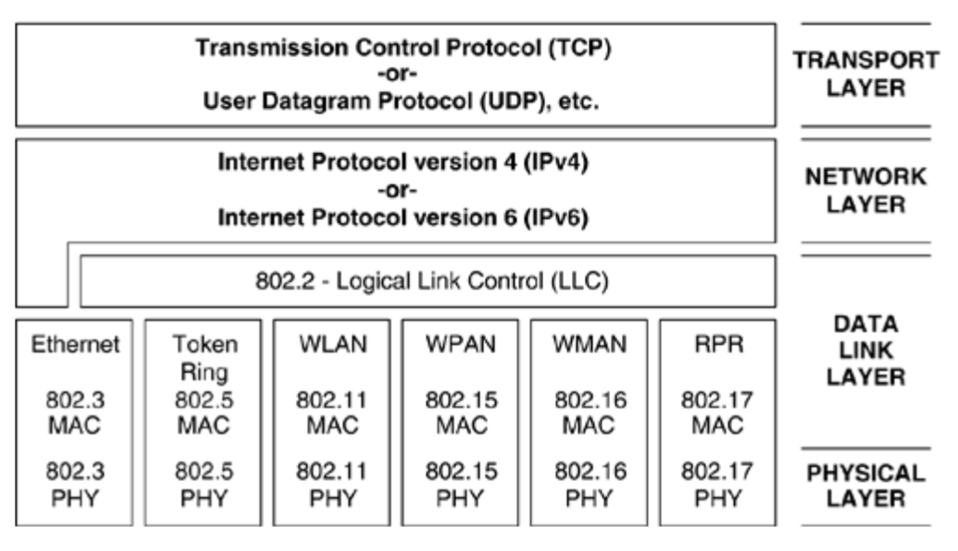 Transmission Control Protocol (TCP)
-or-
User Datagram Protocol (UDP), etc.
TRANSPORT
LAYER
Internet Protocol version 4 (IPv4)
-or-
Internet Protocol version 6 (IPv6)
NETWORK
LAYER
802.2 - Logical Link Control (LLC)
DATA
LINK
LAYER
Ethernet
802.3
MAC
802.3
PHY
Token
Ring
802.5
MAC
802.5
PHY
WLAN
802.11
MAC
802.11
PHY
WPAN
802.15
MAC
802.15
PHY
WMAN
802.16
MAC
802.16
PHY
RPR
802.17
MAC
802.17
PHY
PHYSICAL
LAYER